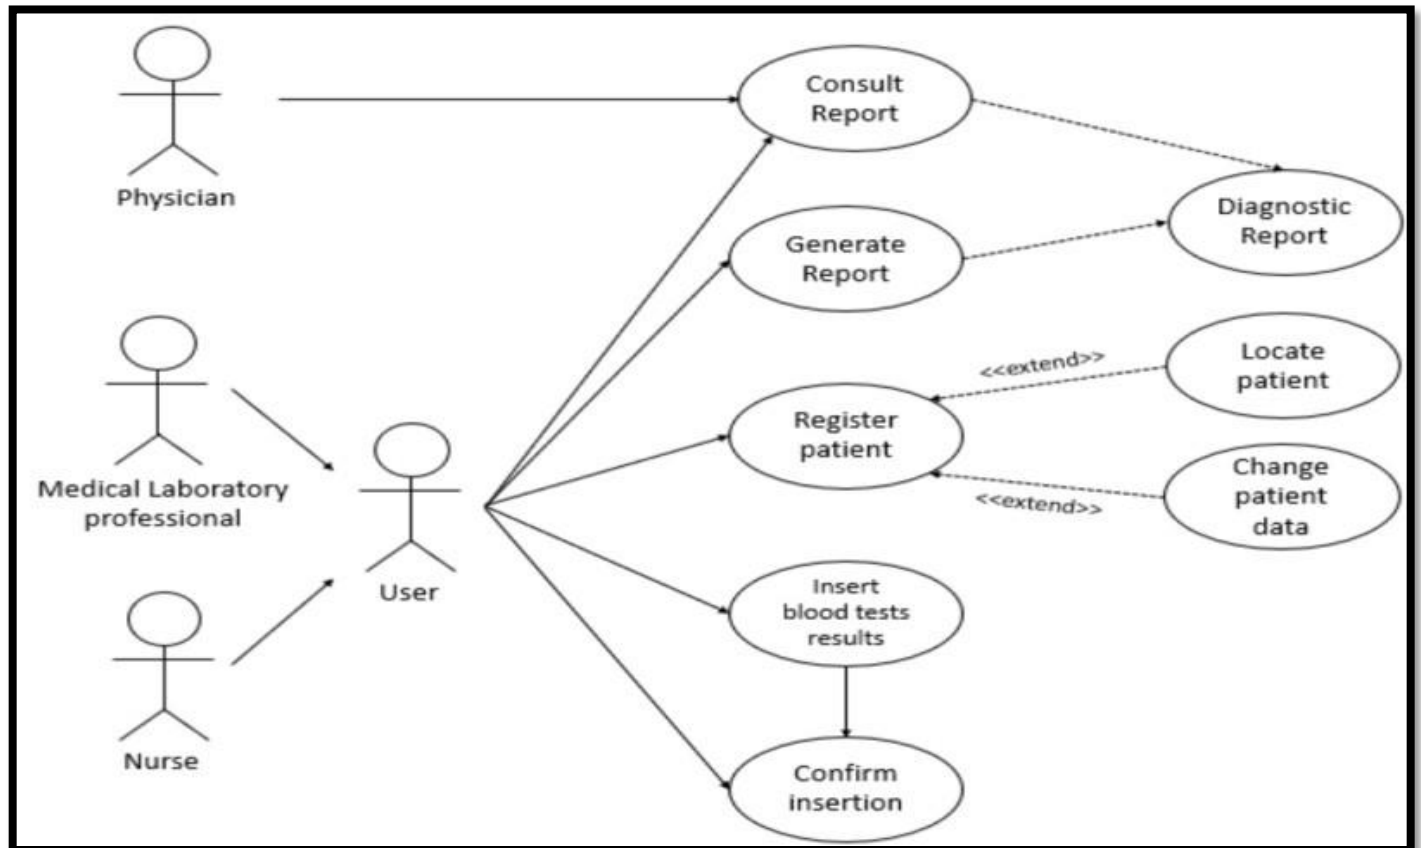 Consult
Report
Physician
Diagnostic
Report
Generate
Report
<<extend>>
Locate
patient
Register
patient
Medical Laboratory
professional
Change
patient
data
<<extend>>
User
Insert
blood tests
results
Nurse
Confirm
insertion